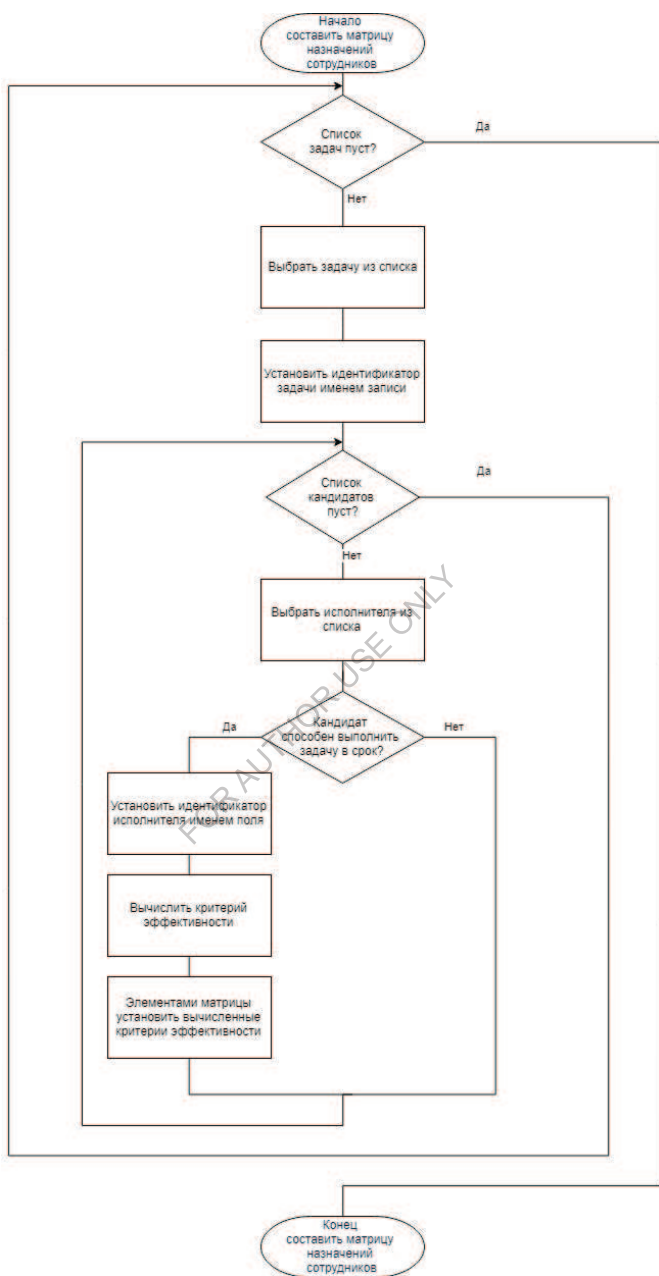 Начало
составить матрицу
назначений
сотрудников
Список
задач пуст?
Да
Нет
Выбрать задачу из списка
Установить идентификатор
задачи именем записи
Список
кандидатов
пуст?
Да
Нет
Выбрать исполнителя из
списка
Кандидат
способен выполнить
задачу в срок?
Да
Нет
Установить идентификатор
исполнителя именем поля
Вычислить критерий
эффективности
Элементами матрицы
установить вычисленные
критерии эффективности
Конец
составить матрицу
назначений
сотрудников
FOR AUTHOR USE ONLY